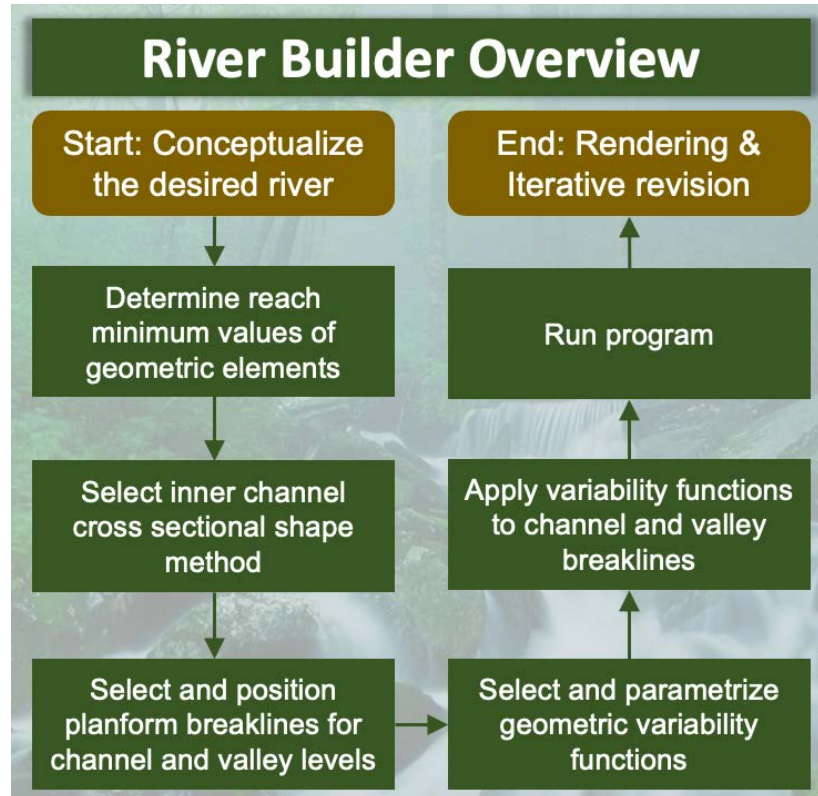 River Builder Overview
Start: Conceptualize
the desired river
Determine reach
minimum values of
geometric elements
Select inner channel
cross sectional shape
method
Select and position
planform breaklines for
channel and valley levels
Select and parametrize
geometric variability
functions
Apply variability functions
to channel and valley
breaklines
Run program
End: Rendering &
Iterative revision